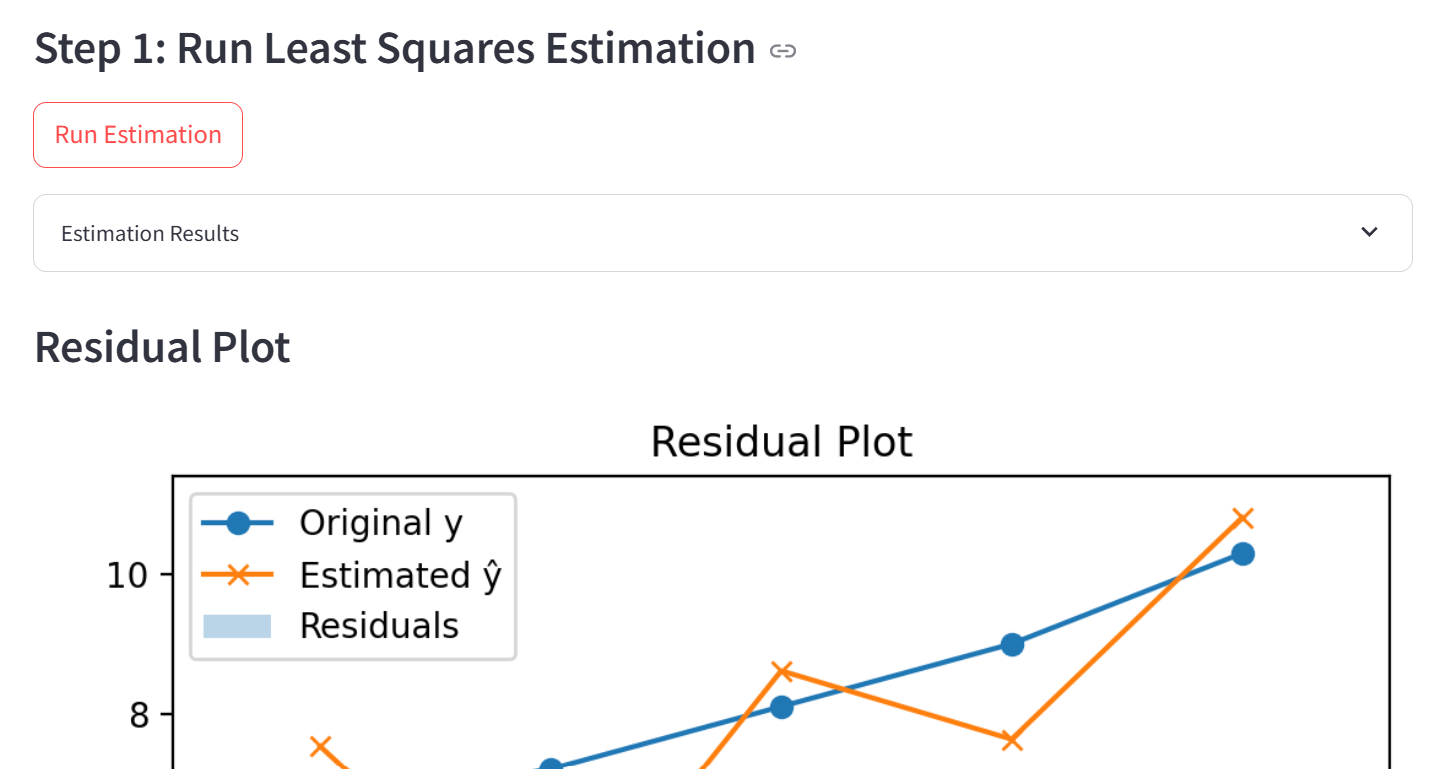 Step 1: Run Least Squares Estimation
Run Estimation
Estimation Results
Residual Plot
Residual Plot
Original y
Estimated ŷ
Residuals
10
8